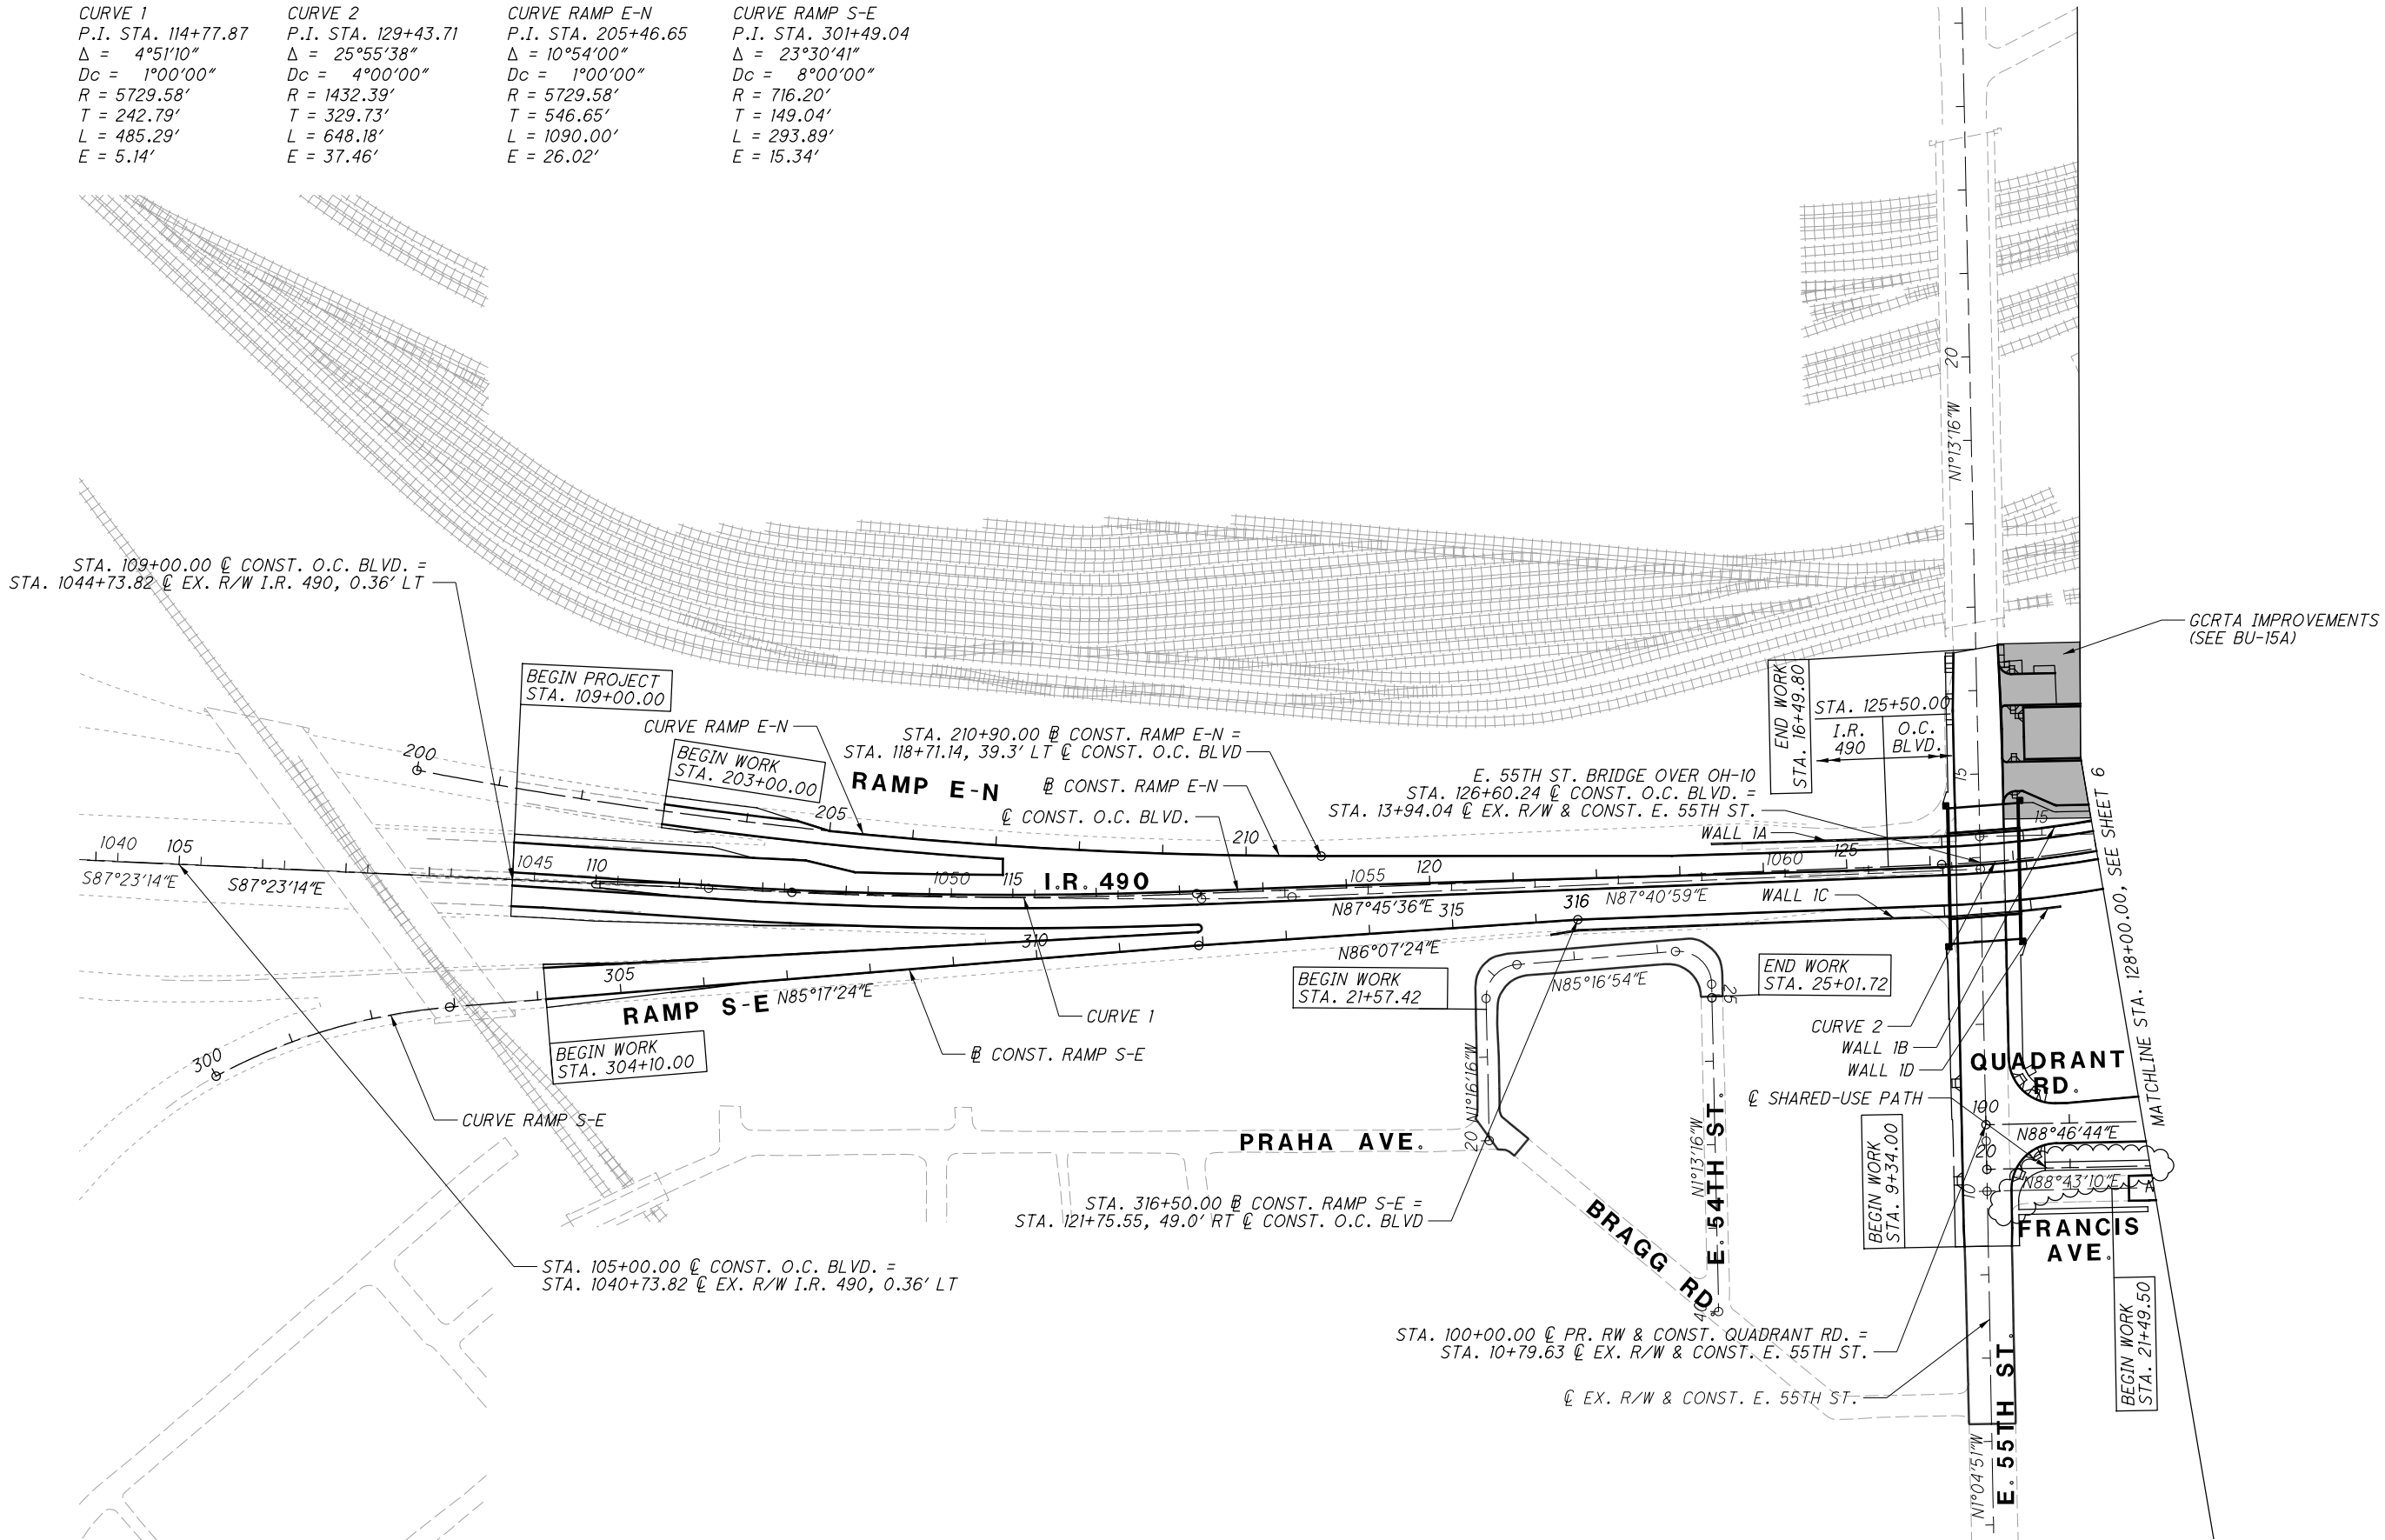 CURVE 1
P.I. STA. 114+77.87
Δ = 4°51'10"
Dc = 1°00'00"
R = 5729.58'
T = 242.79'
L = 485.29'
E = 5.14'
CURVE 2
P.I. STA. 129+43.71
Δ = 25°55'38"
Dc = 4°00'00"
R = 1432.39'
T = 329.73'
L = 648.18'
E = 37.46'
CURVE RAMP E-N
P.I. STA. 205+46.65
Δ = 10°54'00"
Dc = 1°00'00"
R = 5729.58'
T = 546.65'
L = 1090.00'
E = 26.02'
CURVE RAMP S-E
P.I. STA. 301+49.04
Δ = 23°30'41"
Dc = 8°00'00"
R = 716.20'
T = 149.04'
L = 293.89'
E = 15.34'
20
N1°13'16"W
STA. 109+00.00 ℄ CONST. O.C. BLVD. =
STA. 1044+73.82 ℄ EX. R/W I.R. 490, 0.36' LT
GCRTA IMPROVEMENTS
(SEE BU-15A)
BEGIN PROJECT
STA. 109+00.00
CURVE RAMP E-N
BEGIN WORK
STA. 203+00.00
STA. 210+90.00 B CONST. RAMP E-N =
STA. 118+71.14, 39.3' LT ℄ CONST. O.C. BLVD
RAMP E-N
B CONST. RAMP E-N
℄ CONST. O.C. BLVD.
END WORK
STA. 16+49.80
STA. 125+50.00
I.R.
490
O.C.
BLVD.
15
E. 55TH ST. BRIDGE OVER OH-10
STA. 126+60.24 ℄ CONST. O.C. BLVD. =
STA. 13+94.04 ℄ EX. R/W & CONST. E. 55TH ST.
WALL 1A
15
200
205
210
1040
105
S87°23'14"E
S87°23'14"E
1045
110
1050
115
I.R. 490
1055
120
1060
125
N87°45'36"E
315
316
N87°40'59"E
WALL 1C
MATCHLINE STA. 128+00.00, SEE SHEET 6
310
N86°07'24"E
305
N85°17'24"E
RAMP S-E
BEGIN WORK
STA. 304+10.00
300
CURVE 1
B CONST. RAMP S-E
CURVE RAMP S-E
BEGIN WORK
STA. 21+57.42
N85°16'54"E
END WORK
STA. 25+01.72
25
CURVE 2
WALL 1B
WALL 1D
QUADRANT
RD.
℄ SHARED-USE PATH
100
N88°46'44"E
20
N88°43'10"E
A
10
N1°16'16"W
20
PRAHA AVE.
N1°13'16"W
E. 54TH ST.
BEGIN WORK
STA. 9+34.00
FRANCIS
AVE.
STA. 316+50.00 B CONST. RAMP S-E =
STA. 121+75.55, 49.0' RT ℄ CONST. O.C. BLVD
BRAGG RD.
40
STA. 105+00.00 ℄ CONST. O.C. BLVD. =
STA. 1040+73.82 ℄ EX. R/W I.R. 490, 0.36' LT
STA. 100+00.00 ℄ PR. RW & CONST. QUADRANT RD. =
STA. 10+79.63 ℄ EX. R/W & CONST. E. 55TH ST.
BEGIN WORK
STA. 21+49.50
℄ EX. R/W & CONST. E. 55TH ST.
N1°04'51"W
E. 55TH ST.